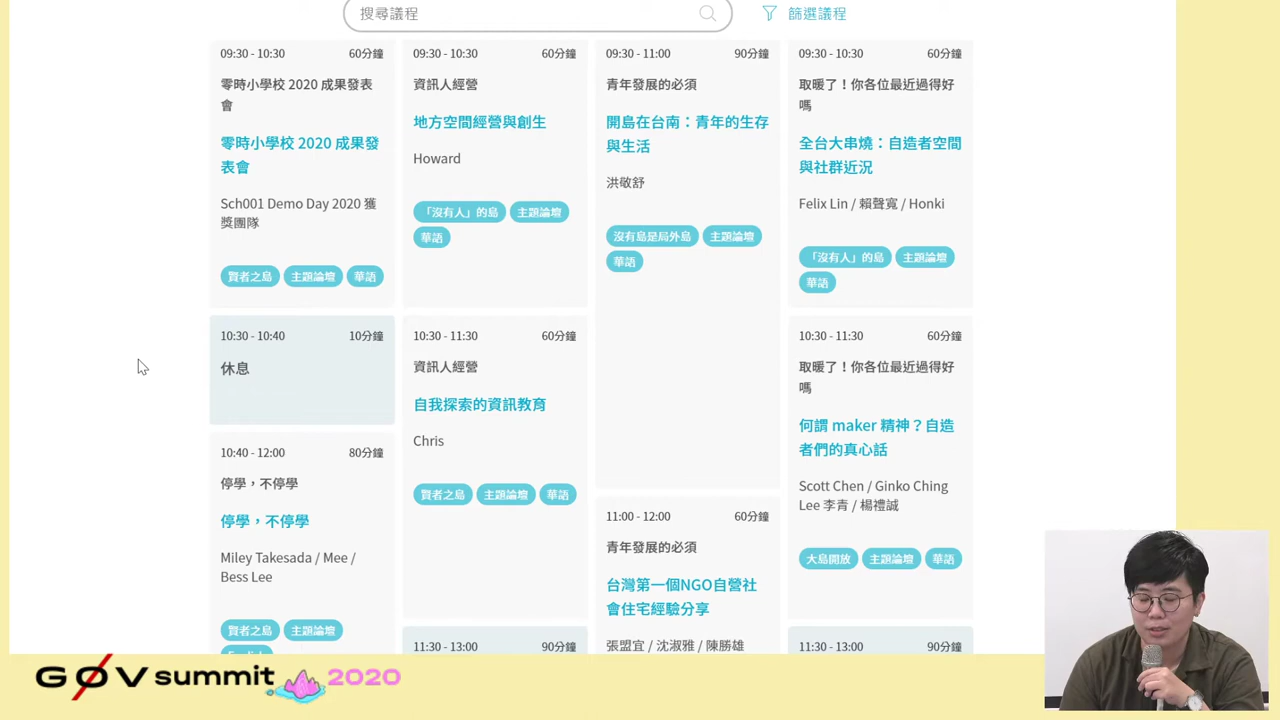 搜尋議程
篩選議程
09:30 - 10:30 60分鐘
零時小學校 2020 成果發表
會
零時小學校 2020 成果發
表會
Sch001 Demo Day 2020 獲
獎團隊
賢者之島 主題論壇 華語
10:30 - 10:40 10分鐘
休息
10:40 - 12:00 80分鐘
停學，不停學
停學，不停學
Miley Takesada / Mee /
Bess Lee
賢者之島 主題論壇
09:30 - 10:30 60分鐘
資訊人經營
地方空間經營與創生
Howard
「沒有人」的島 主題論壇
華語
10:30 - 11:30 60分鐘
資訊人經營
自我探索的資訊教育
Chris
賢者之島 主題論壇 華語
11:30 - 13:00 90分鐘
09:30 - 11:00 90分鐘
青年發展的必須
開島在台南：青年的生存
與生活
洪敬舒
沒有島是局外島 主題論壇
華語
11:00 - 12:00 60分鐘
青年發展的必須
台灣第一個NGO自營社
會住宅經驗分享
張盟宜 / 沈淑雅 / 陳勝雄
09:30 - 10:30 60分鐘
取暖了！你各位最近過得好
嗎
全台大串燒：自造者空間
與社群近況
Felix Lin / 賴聲寬 / Honki
「沒有人」的島 主題論壇
華語
10:30 - 11:30 60分鐘
取暖了！你各位最近過得好
嗎
何謂 maker 精神？自造
者們的真心話
Scott Chen / Ginko Ching
Lee 李青 / 楊禮誠
大島開放 主題論壇 華語
11:30 - 13:00 90分鐘
GØV summit 2020